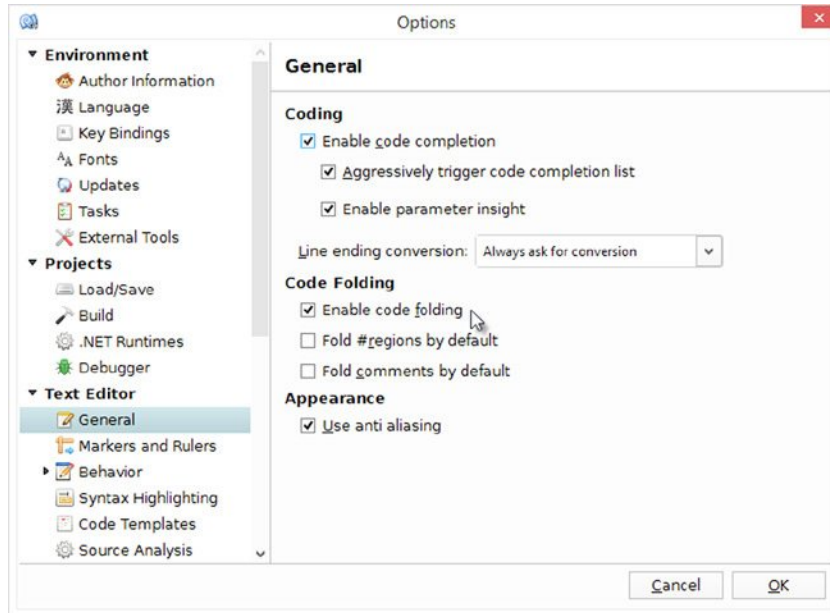 Options
Environment
Author Information
漢 Language
Key Bindings
AA Fonts
Updates
Tasks
External Tools
Projects
Load/Save
Build
.NET Runtimes
Debugger
Text Editor
General
Markers and Rulers
Behavior
Syntax Highlighting
Code Templates
Source Analysis
General
Coding
Enable code completion
Aggressively trigger code completion list
Enable parameter insight
Line ending conversion: Always ask for conversion
Code Folding
Enable code folding
Fold #regions by default
Fold comments by default
Appearance
Use anti aliasing
Cancel OK